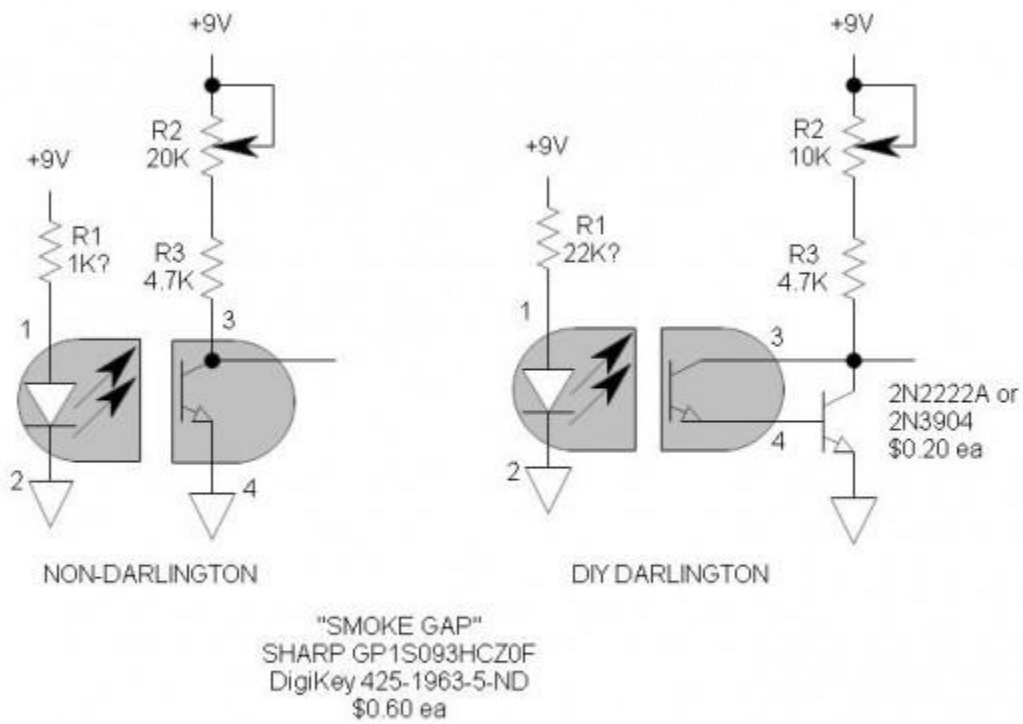 +9V
R2
20K
+9V
R1
1K?
R3
4.7K
1
3
2
4
NON-DARLINGTON
+9V
R2
10K
+9V
R1
22K?
R3
4.7K
1
3
2N2222A or
2N3904
$0.20 ea
4
2
DIY DARLINGTON
"SMOKE GAP"
SHARP GP1S093HCZ0F
DigiKey 425-1963-5-ND
$0.60 ea